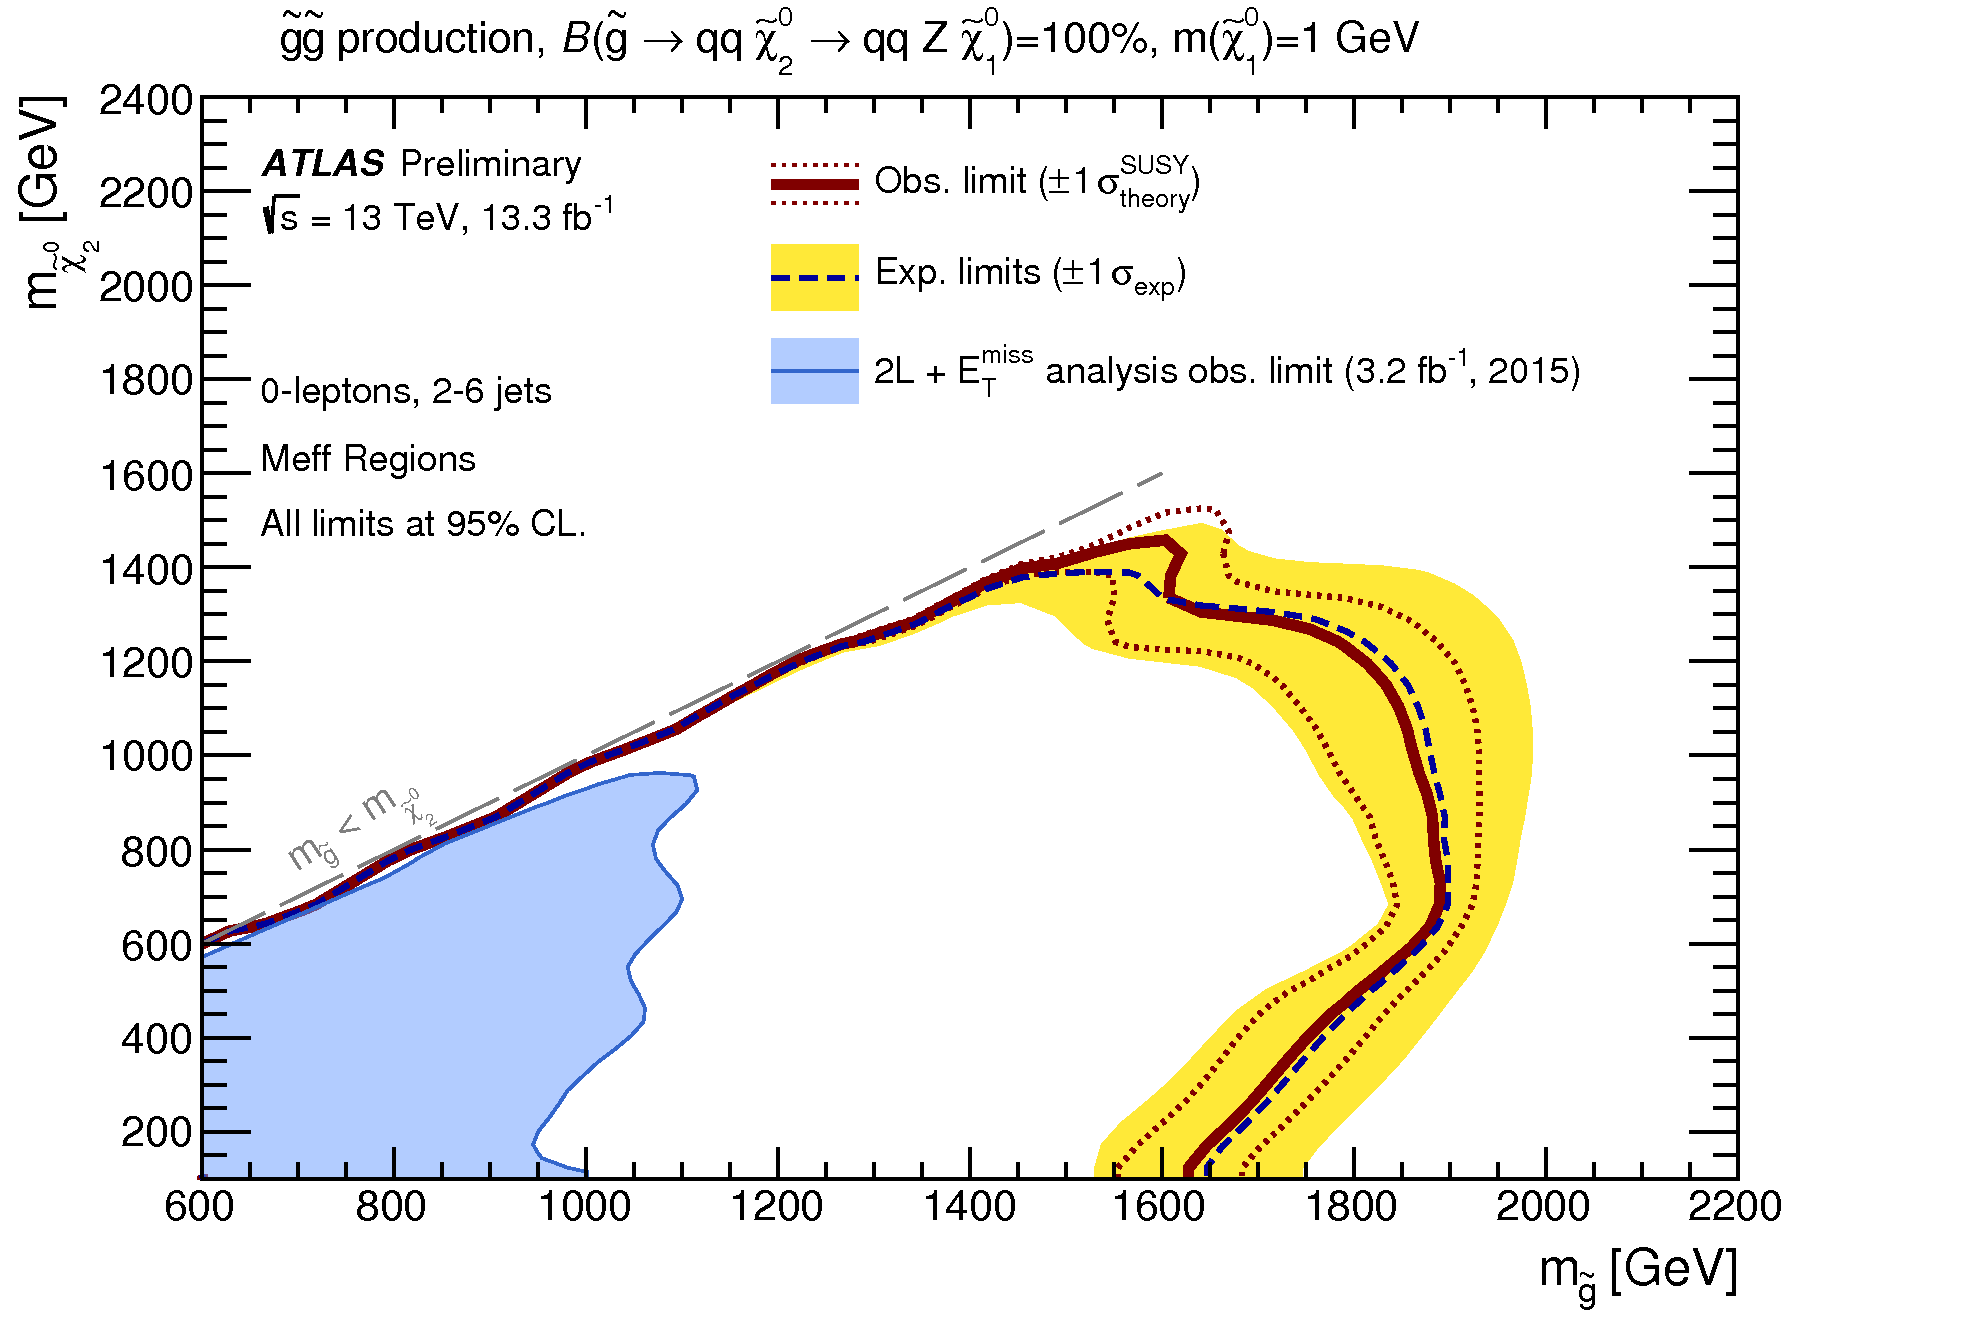 g̃g̃ production, B(g̃ → qq χ̃⁰₂ → qq Z χ̃⁰₁)=100%, m(χ̃⁰₁)=1 GeV
m_χ̃⁰₂ [GeV]
2400
2200
2000
1800
1600
1400
1200
1000
800
600
400
200
ATLAS Preliminary
√s = 13 TeV, 13.3 fb⁻¹
0-leptons, 2-6 jets
Meff Regions
All limits at 95% CL.
Obs. limit (±1 σ^SUSY_theory)
Exp. limits (±1 σ_exp)
2L + E_T^miss analysis obs. limit (3.2 fb⁻¹, 2015)
m_g̃ < m_χ̃⁰₂
600 800 1000 1200 1400 1600 1800 2000 2200
m_g̃ [GeV]